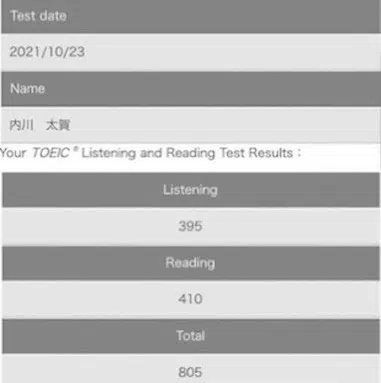 Test date
2021/10/23
Name
内川　太賀
Your TOEIC® Listening and Reading Test Results：
Listening
395
Reading
410
Total
805